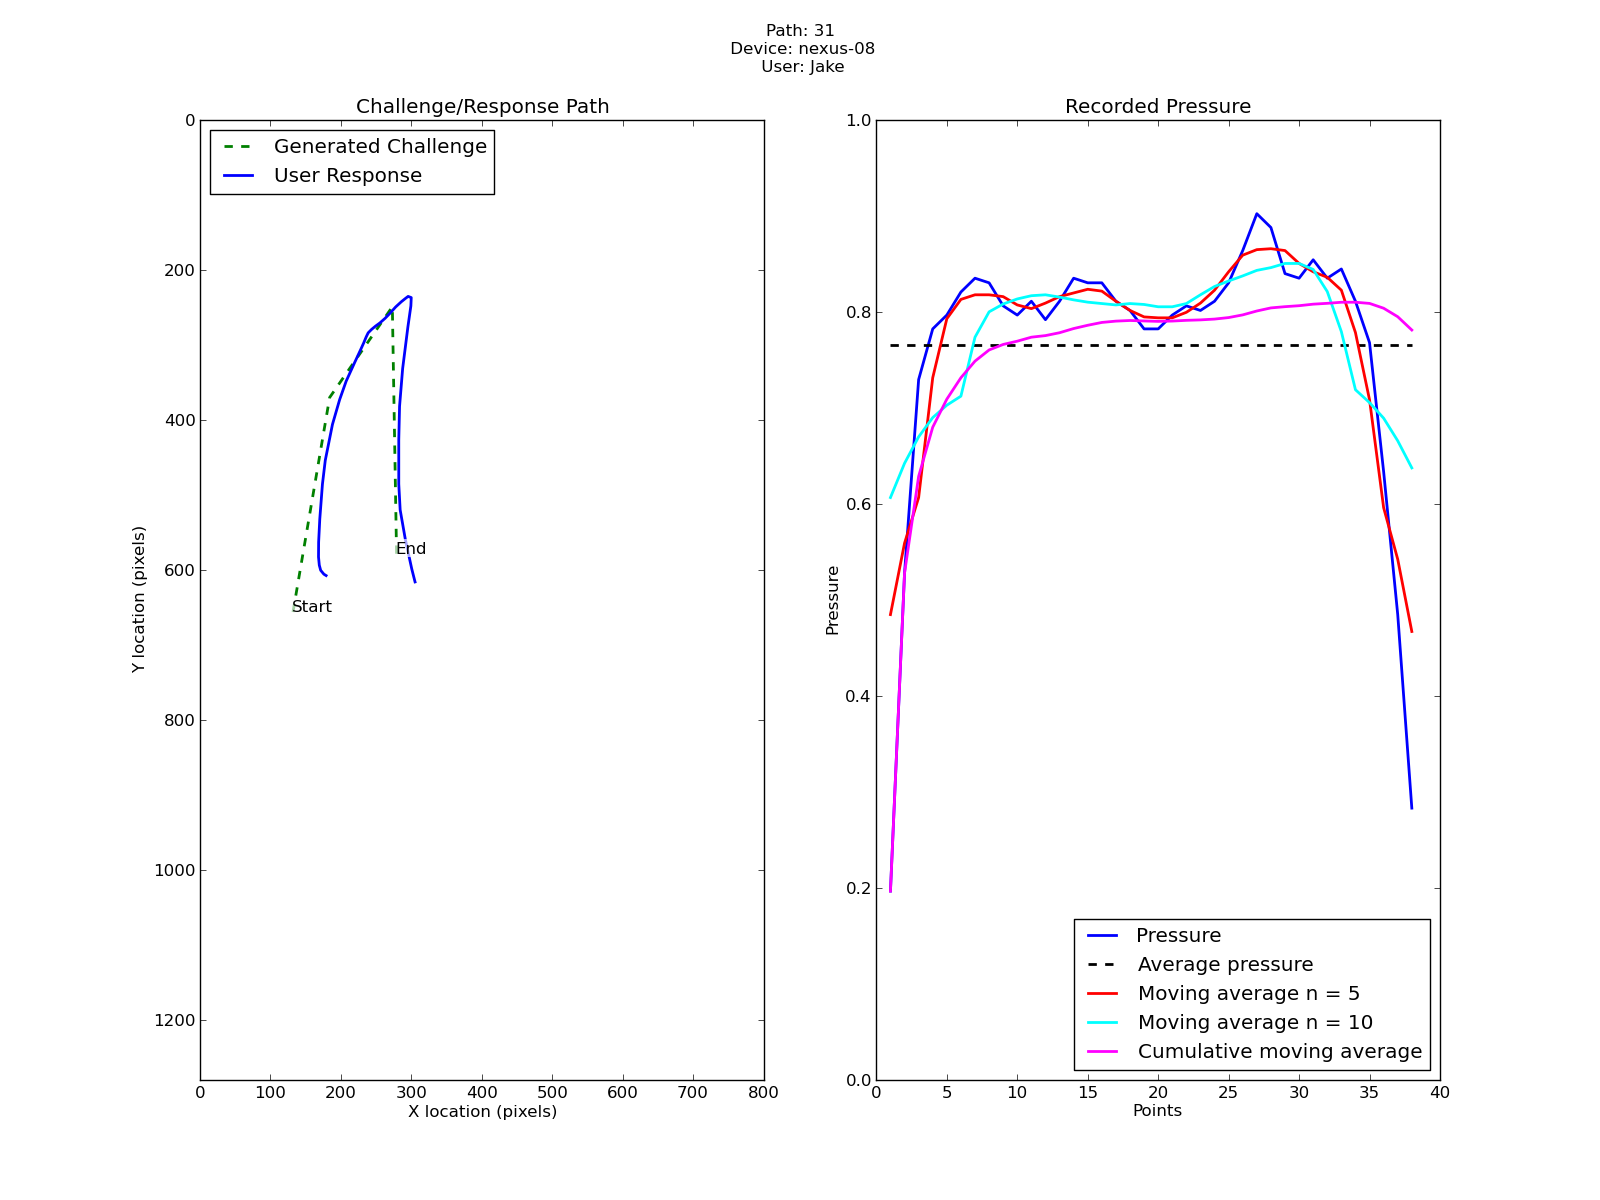 Path: 31
Device: nexus-08
User: Jake
Challenge/Response Path
Generated Challenge
User Response
0
200
400
600
800
1000
1200
Y location (pixels)
Start
End
0 100 200 300 400 500 600 700 800
X location (pixels)
Recorded Pressure
1.0
0.8
0.6
0.4
0.2
0.0
Pressure
Pressure
Average pressure
Moving average n = 5
Moving average n = 10
Cumulative moving average
0 5 10 15 20 25 30 35 40
Points